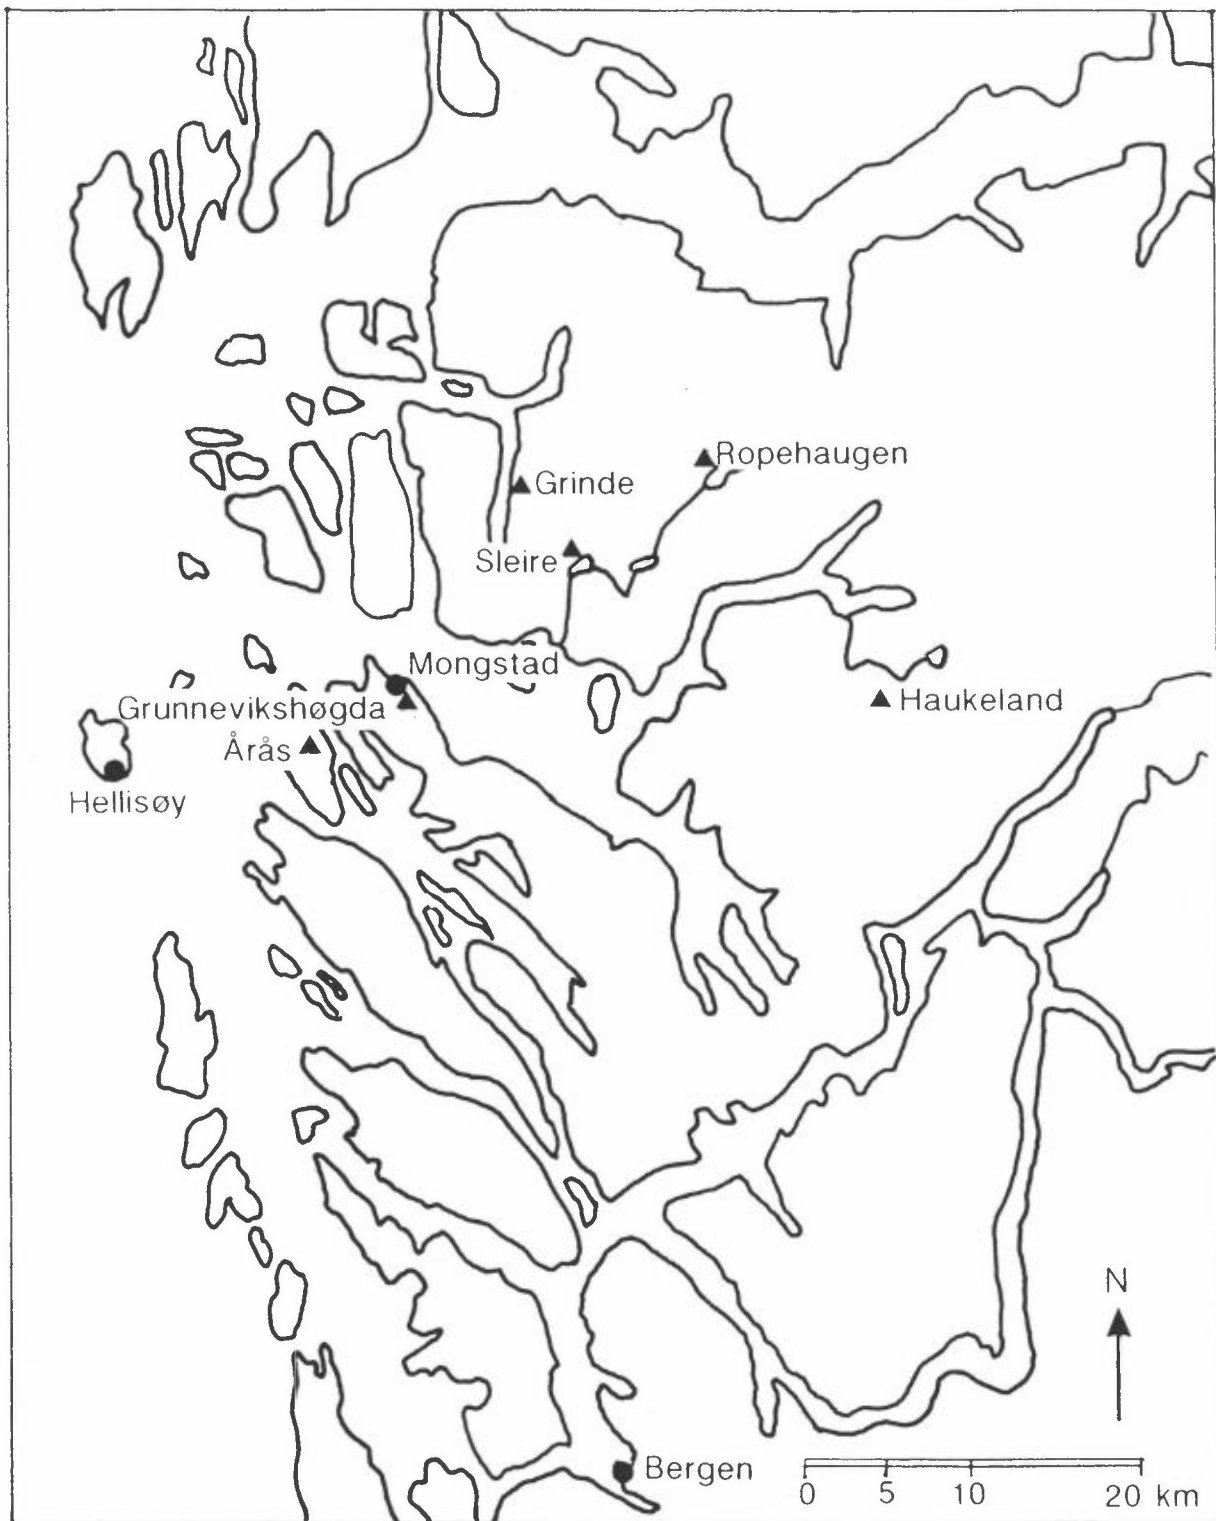 Ropehaugen
Grinde
Sleire
Mongstad
Grunnevikshøgda
Haukeland
Årås
Hellisøy
N
Bergen
0 5 10 20 km